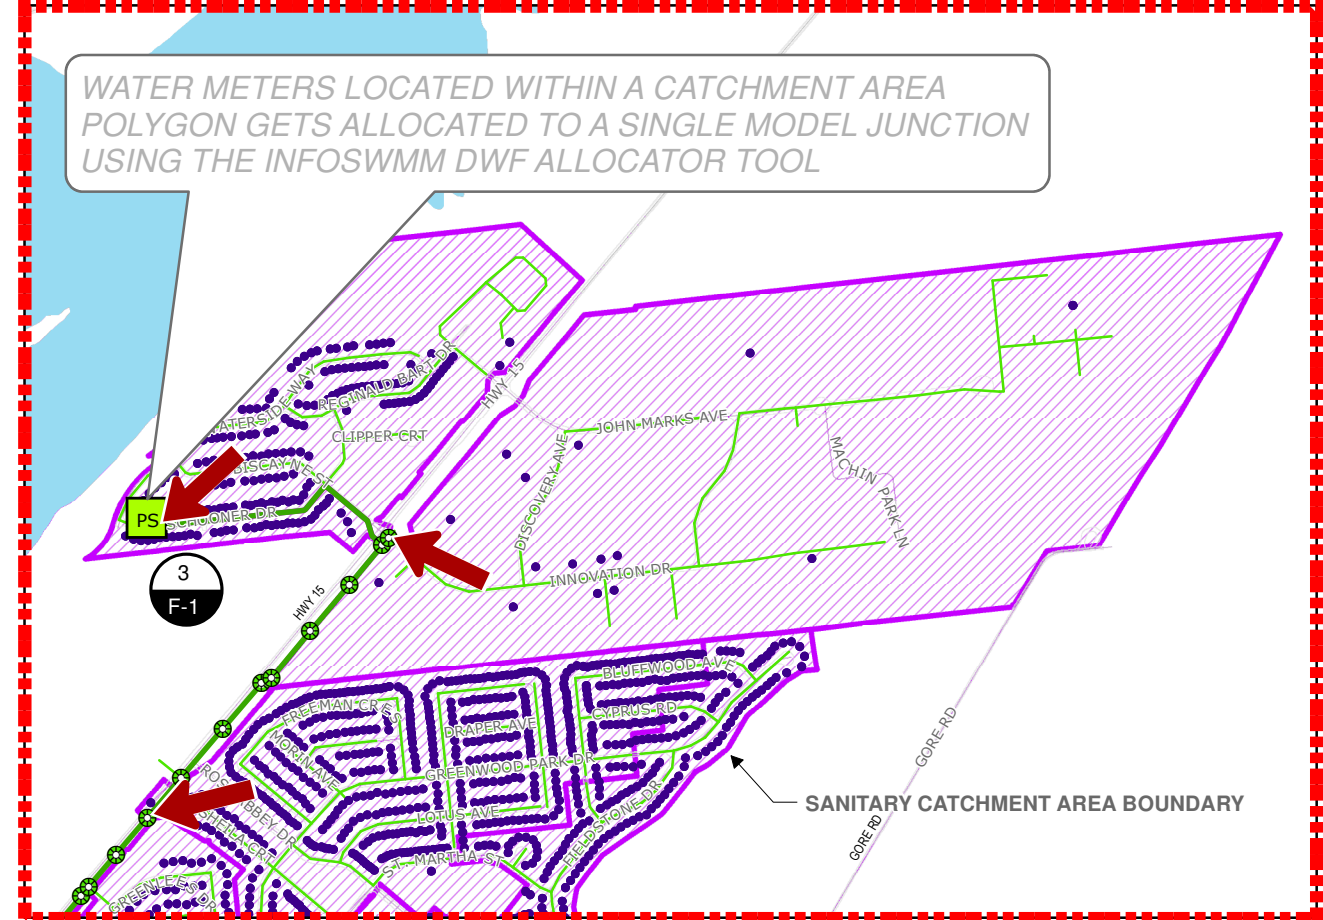 WATER METERS LOCATED WITHIN A CATCHMENT AREA
POLYGON GETS ALLOCATED TO A SINGLE MODEL JUNCTION
USING THE INFOSWMM DWF ALLOCATOR TOOL
REGINALD BART DR
ATERSIDE WAY
HWY 15
CLIPPER CRT
JOHN MARKS AVE
BISCAYNE ST
DISCOVERY AVE
MACHIN PARK LN
PS
SCHOONER DR
3
F-1
HWY 15
INNOVATION DR
BLUFFWOOD AVE
FREEMAN CRES
CYPRUS RD
DRAPER AVE
MORIN AVE
GREENWOOD PARK DR
GORE RD
SANITARY CATCHMENT AREA BOUNDARY
LOTUS AVE
FIELDSTONE DR
SHEILA CRT
ST. MARTHA ST
GORE RD
GREENLEES DR